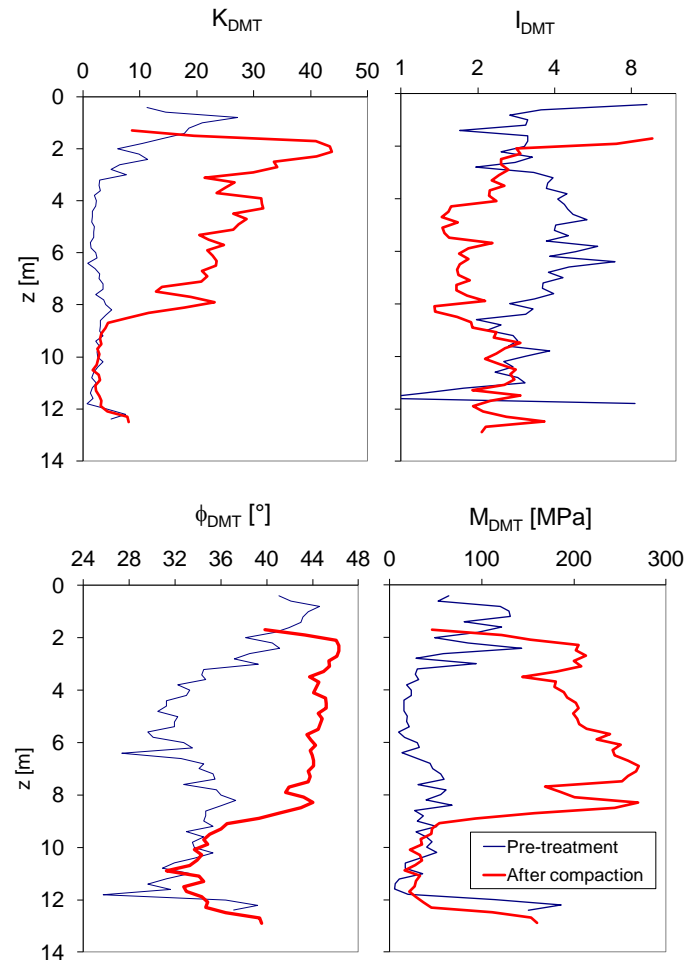 K_DMT
0 10 20 30 40 50
0
2
4
6
8
10
12
14
z [m]
I_DMT
1 2 4 8
ϕ_DMT [°]
24 28 32 36 40 44 48
0
2
4
6
8
10
12
14
z [m]
M_DMT [MPa]
0 100 200 300
Pre-treatment
After compaction